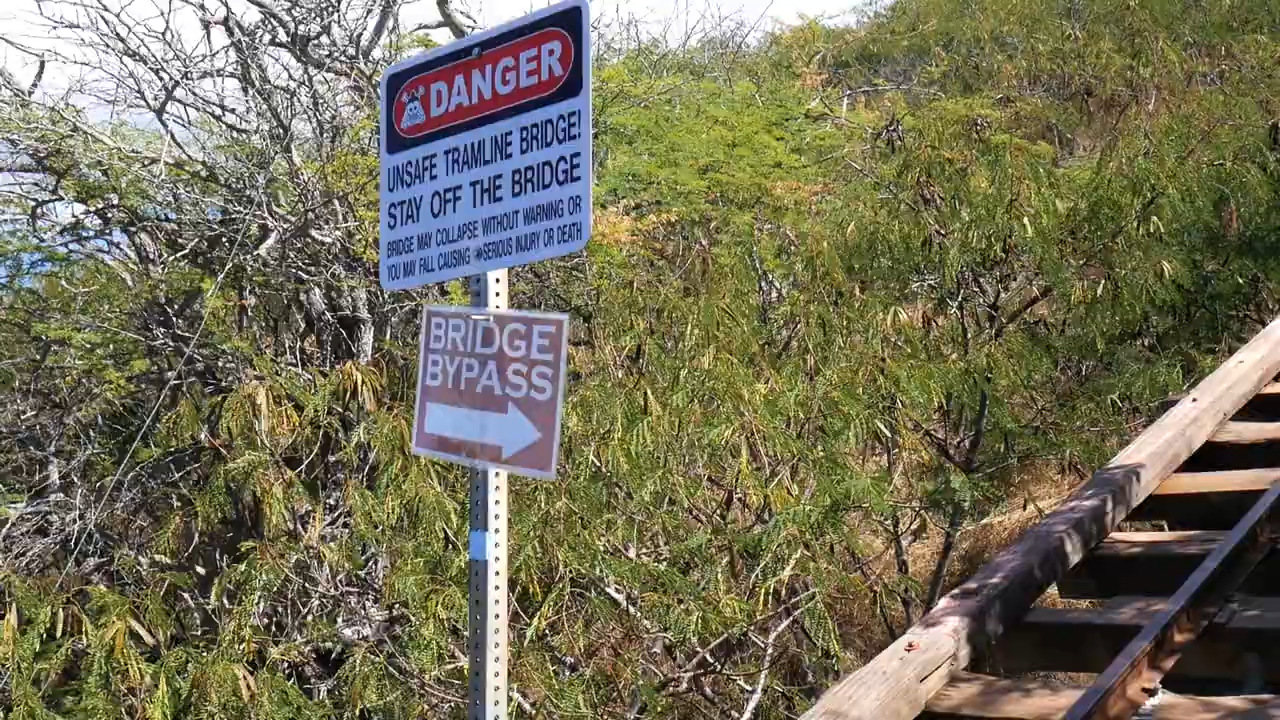 DANGER
UNSAFE TRAMLINE BRIDGE!
STAY OFF THE BRIDGE
BRIDGE MAY COLLAPSE WITHOUT WARNING OR
YOU MAY FALL CAUSING SERIOUS INJURY OR DEATH
BRIDGE
BYPASS